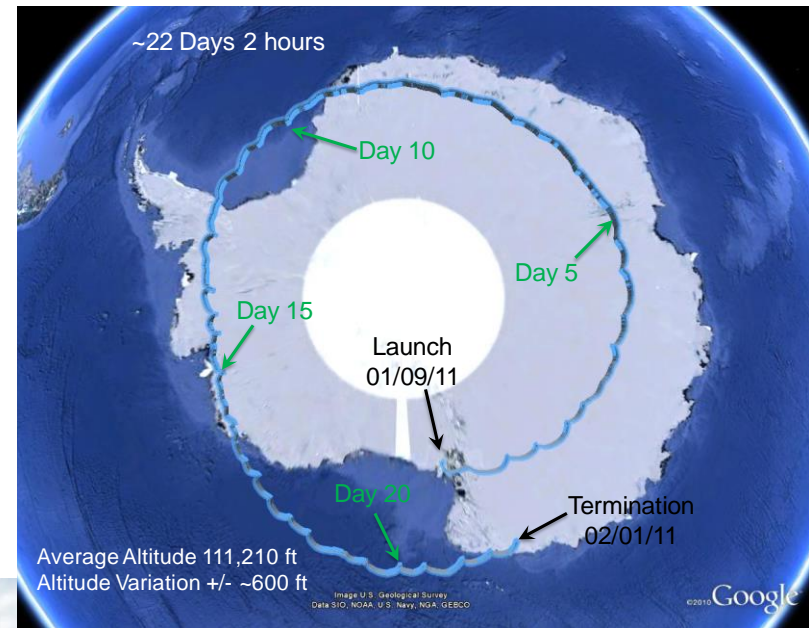 ~22 Days 2 hours
Day 10
Day 5
Day 15
Launch
01/09/11
Day 20
Termination
02/01/11
Average Altitude 111,210 ft
Altitude Variation +/- ~600 ft
Image U.S. Geological Survey
Data SIO, NOAA, U.S. Navy, NGA, GEBCO
©2010 Google